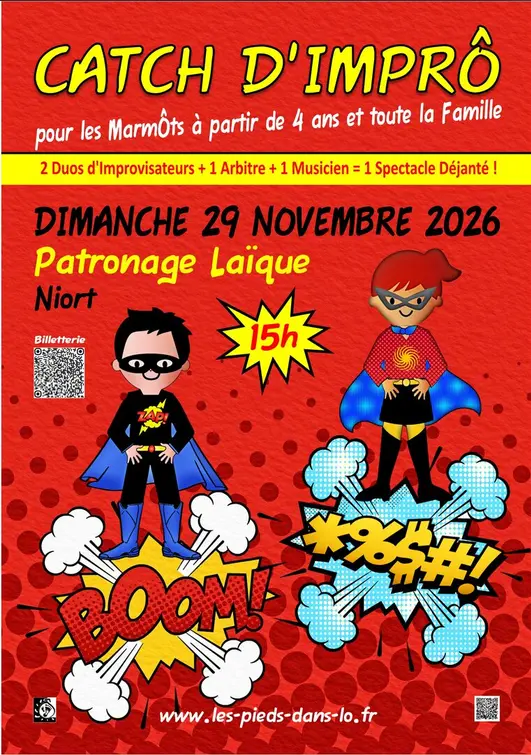 CATCH D'IMPRÔ
pour les MarmÔts à partir de 4 ans et toute la Famille
2 Duos d'Improvisateurs + 1 Arbitre + 1 Musicien = 1 Spectacle Déjanté !
DIMANCHE 29 NOVEMBRE 2026
Patronage Laïque
Niort
15h
Billetterie
ZAP!
*%$#!
BOOM!
www.les-pieds-dans-lo.fr